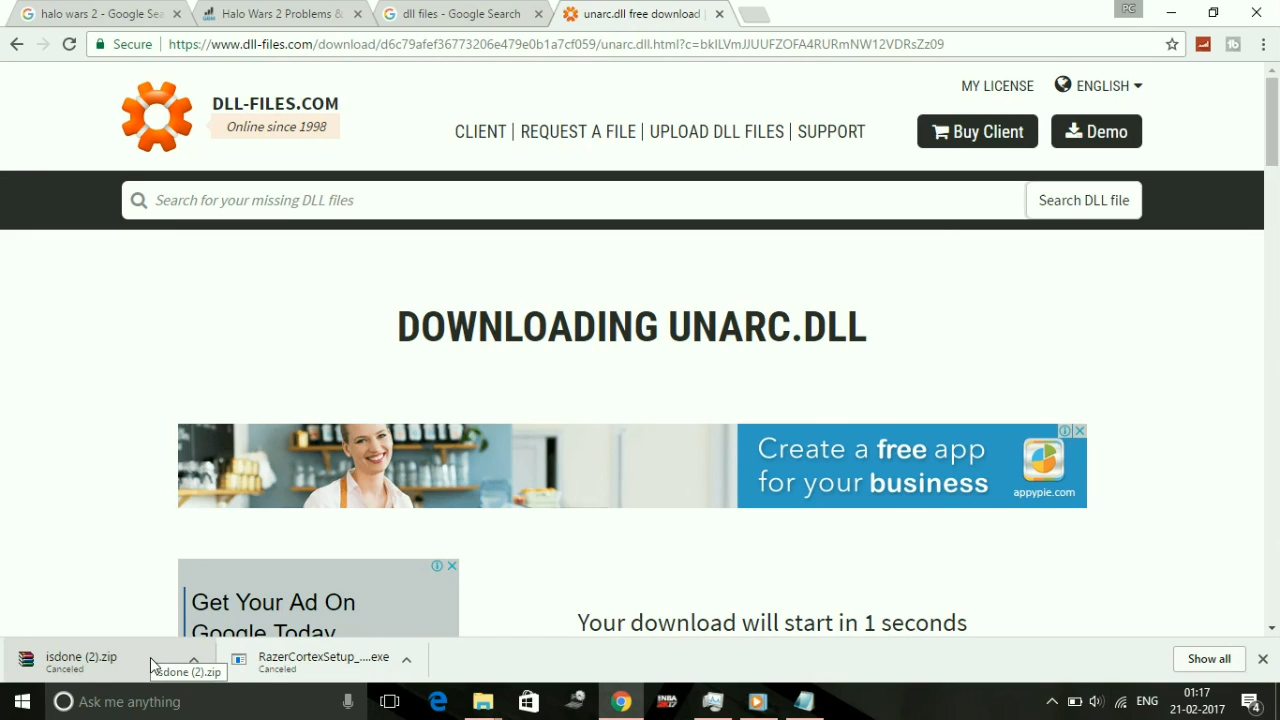 halo wars 2 - Google Sea
Halo Wars 2 Problems &
dll files - Google Search
unarc.dll free download
PC
Secure
https://www.dll-files.com/download/d6c79afef36773206e479e0b1a7cf059/unarc.dll.html?c=bklLVmJJUUFZOFA4RURmNW12VDRsZz09
DLL-FILES.COM
Online since 1998
MY LICENSE
ENGLISH
CLIENT | REQUEST A FILE | UPLOAD DLL FILES | SUPPORT
Buy Client
Demo
Search for your missing DLL files
Search DLL file
DOWNLOADING UNARC.DLL
Create a free app
for your business
appypie.com
Get Your Ad On
Google Today
Your download will start in 1 seconds
isdone (2).zip
Canceled
isdone (2).zip
RazerCortexSetup_....exe
Canceled
Show all
Ask me anything
ENG
01:17
21-02-2017
4